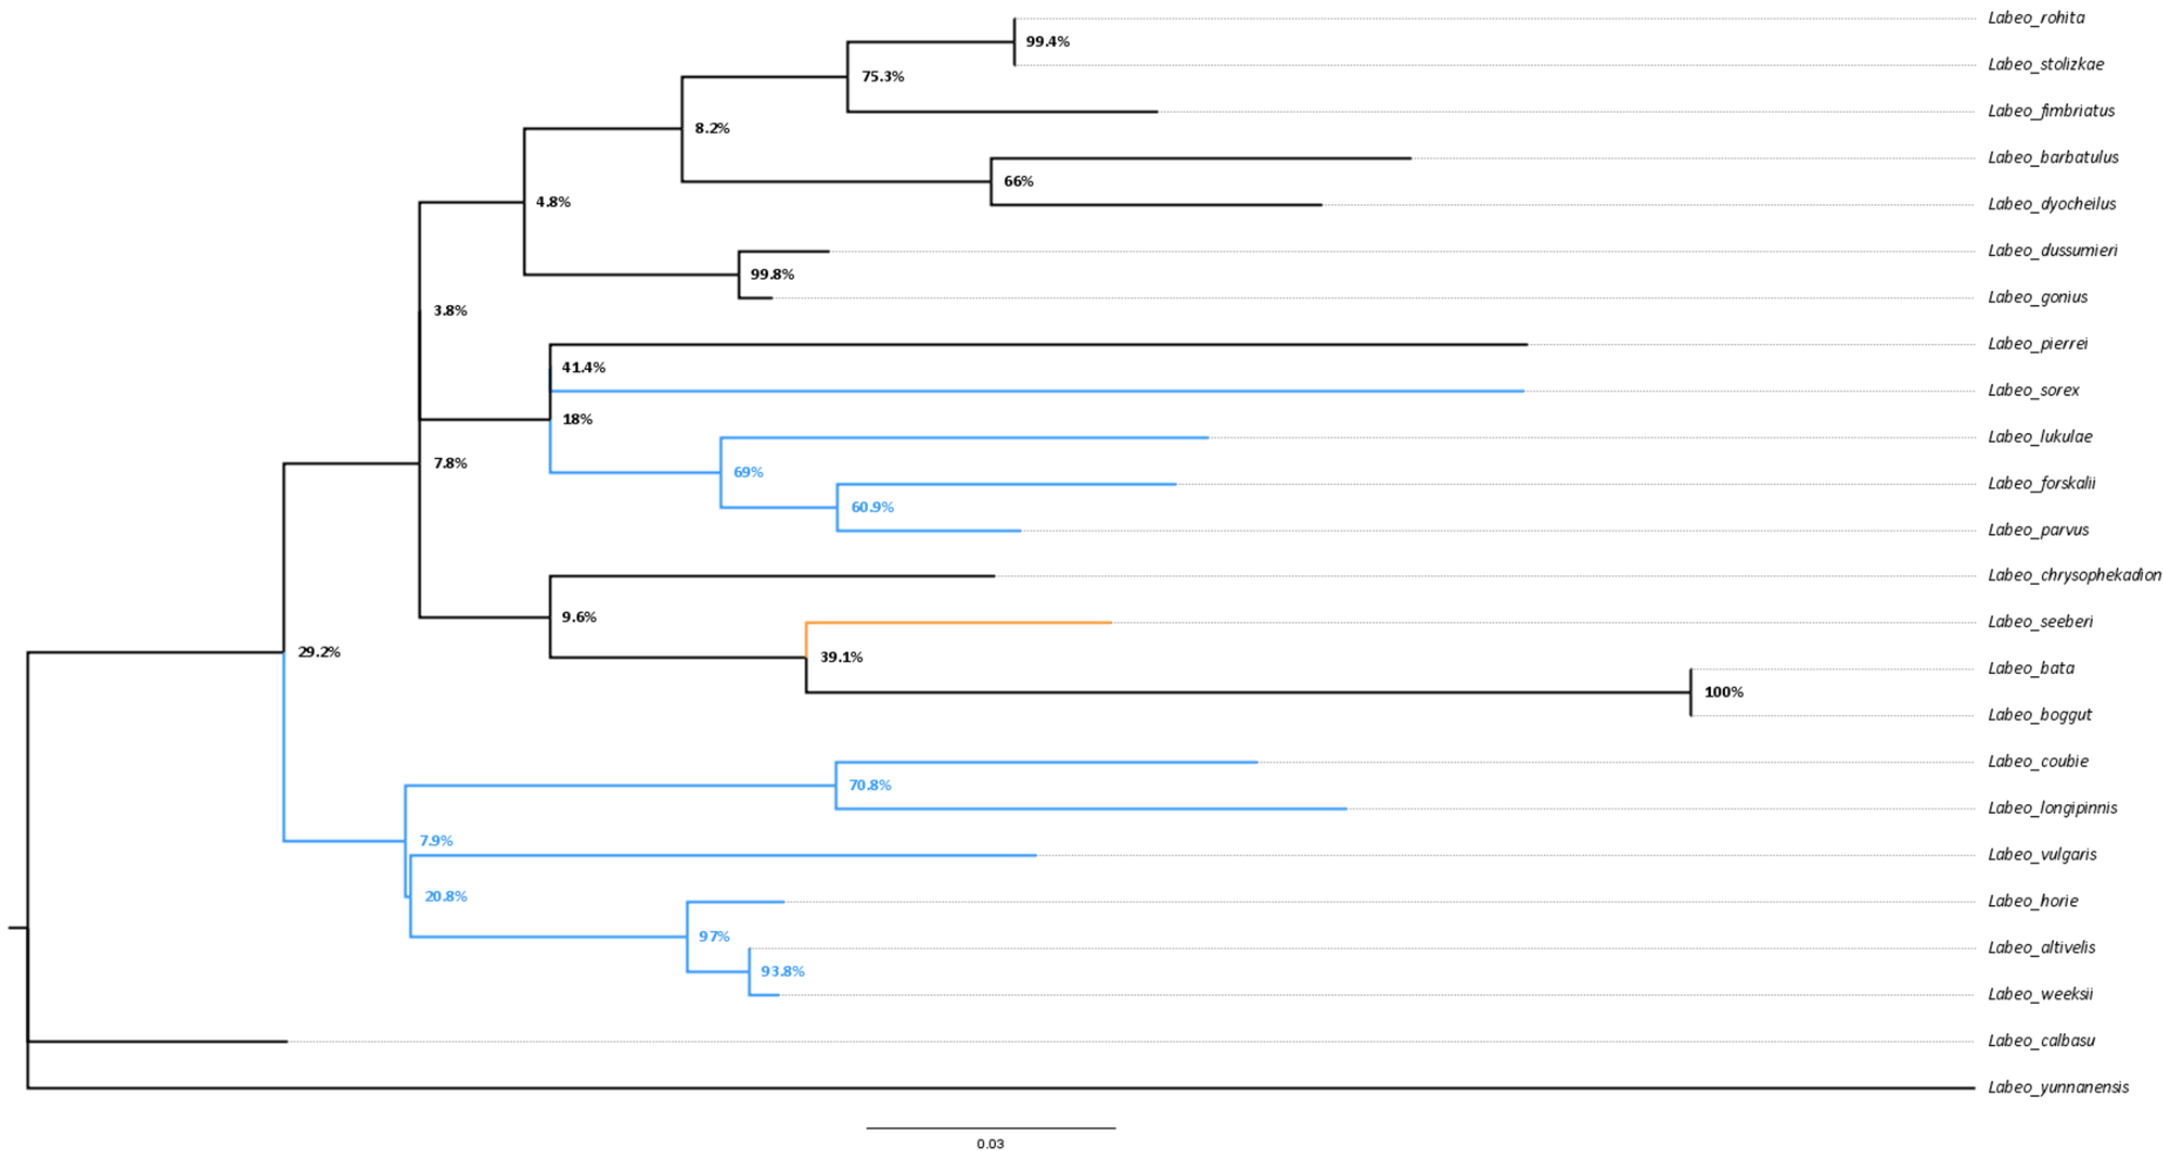 Labeo_rohita
99.4%
Labeo_stolizkae
75.3%
Labeo_fimbriatus
8.2%
Labeo_barbatulus
66%
4.8%
Labeo_dyocheilus
Labeo_dussumieri
99.8%
Labeo_gonius
3.8%
Labeo_pierrei
41.4%
Labeo_sorex
18%
Labeo_lukulae
7.8%
69%
Labeo_forskalii
60.9%
Labeo_parvus
Labeo_chrysophekadion
9.6%
Labeo_seeberi
29.2%
39.1%
Labeo_bata
100%
Labeo_boggut
Labeo_coubie
70.8%
Labeo_longipinnis
7.9%
Labeo_vulgaris
20.8%
Labeo_horie
97%
Labeo_altivelis
93.8%
Labeo_weeksii
Labeo_calbasu
Labeo_yunnanensis
0.03